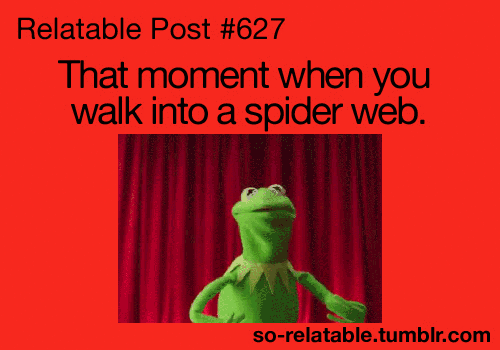 Relatable Post #627
That moment when you
walk into a spider web.
so-relatable.tumblr.com